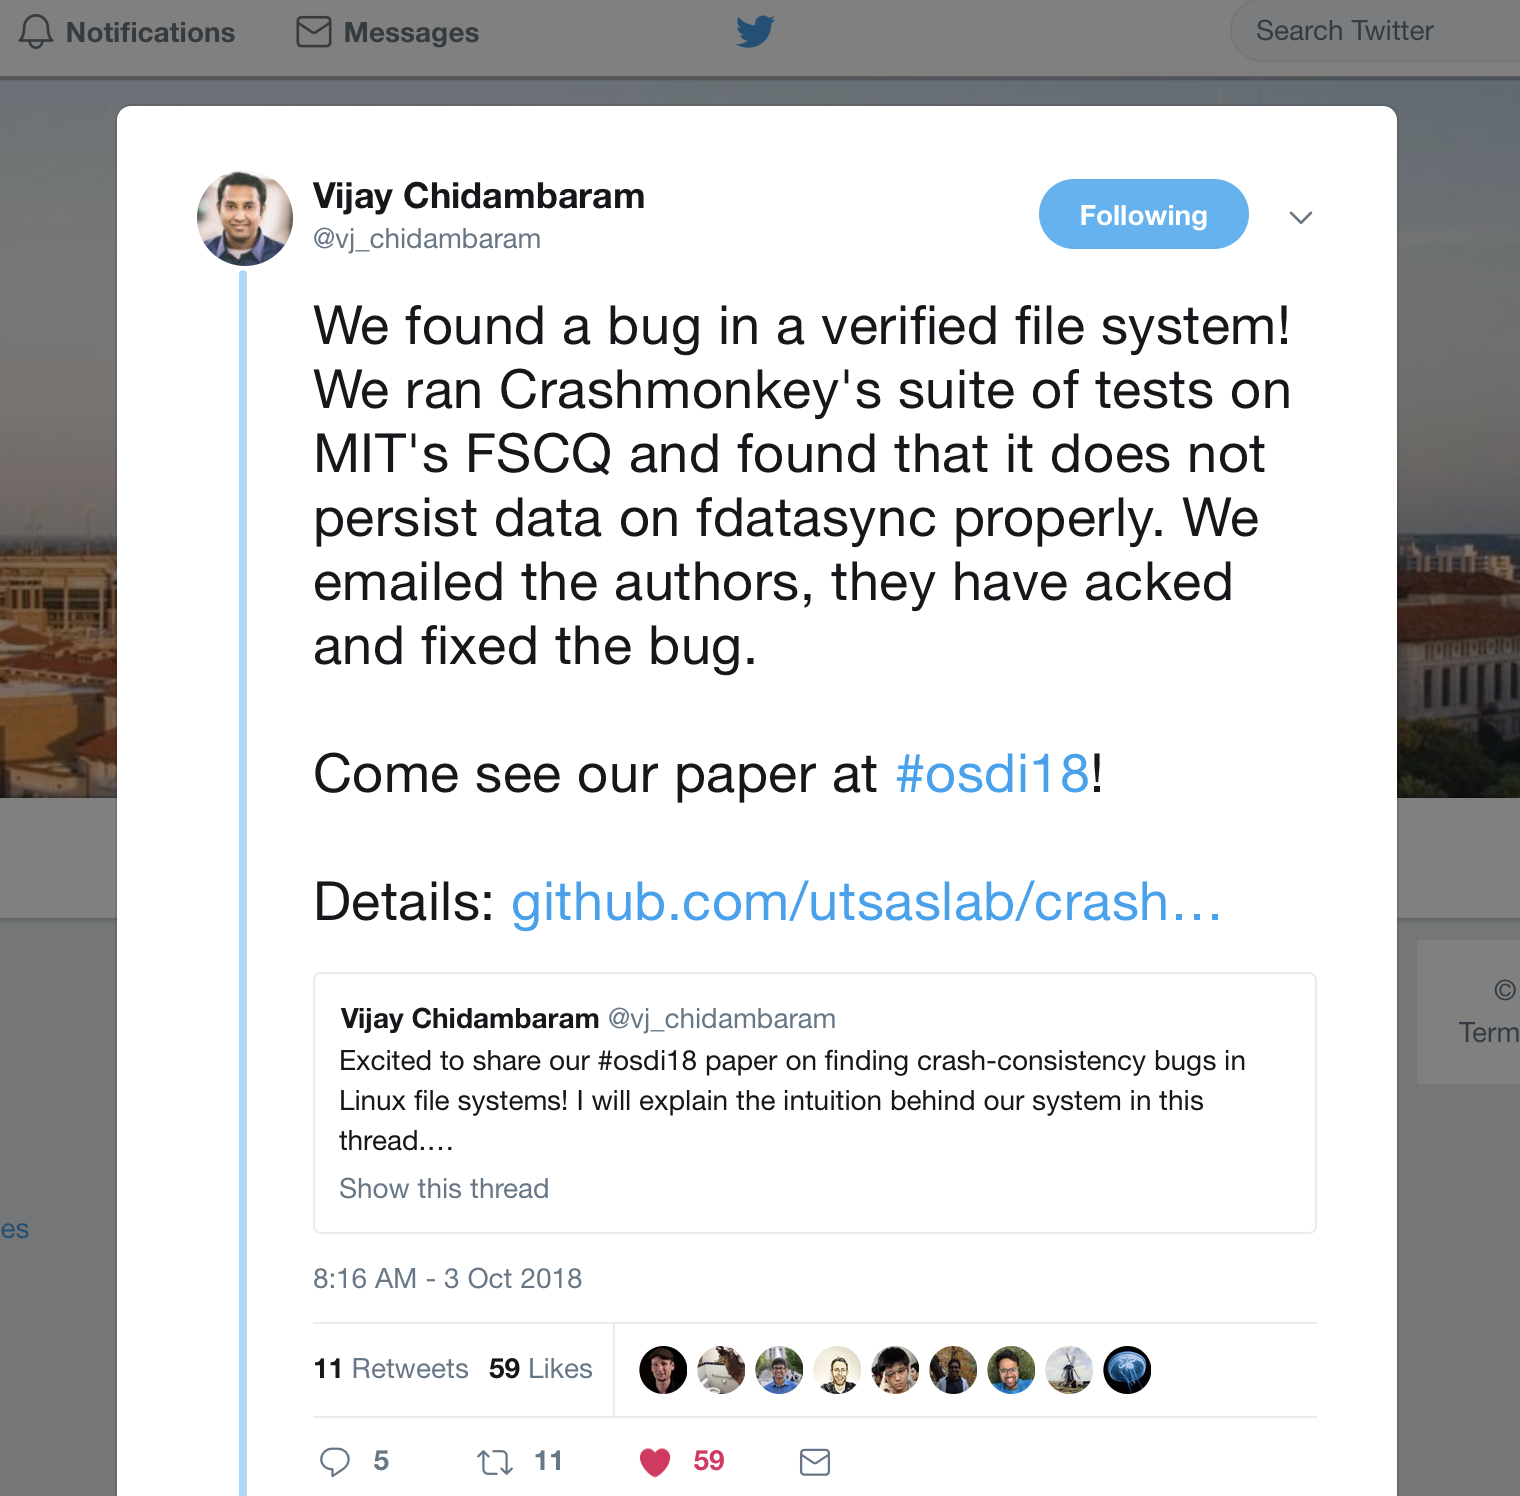 Notifications
Messages
Search Twitter
Vijay Chidambaram
@vj_chidambaram
Following
We found a bug in a verified file system!
We ran Crashmonkey's suite of tests on
MIT's FSCQ and found that it does not
persist data on fdatasync properly. We
emailed the authors, they have acked
and fixed the bug.
Come see our paper at #osdi18!
Details: github.com/utsaslab/crash…
Vijay Chidambaram @vj_chidambaram
Excited to share our #osdi18 paper on finding crash-consistency bugs in
Linux file systems! I will explain the intuition behind our system in this
thread.…
Show this thread
8:16 AM - 3 Oct 2018
11 Retweets 59 Likes
5 11 59
©
Term
es